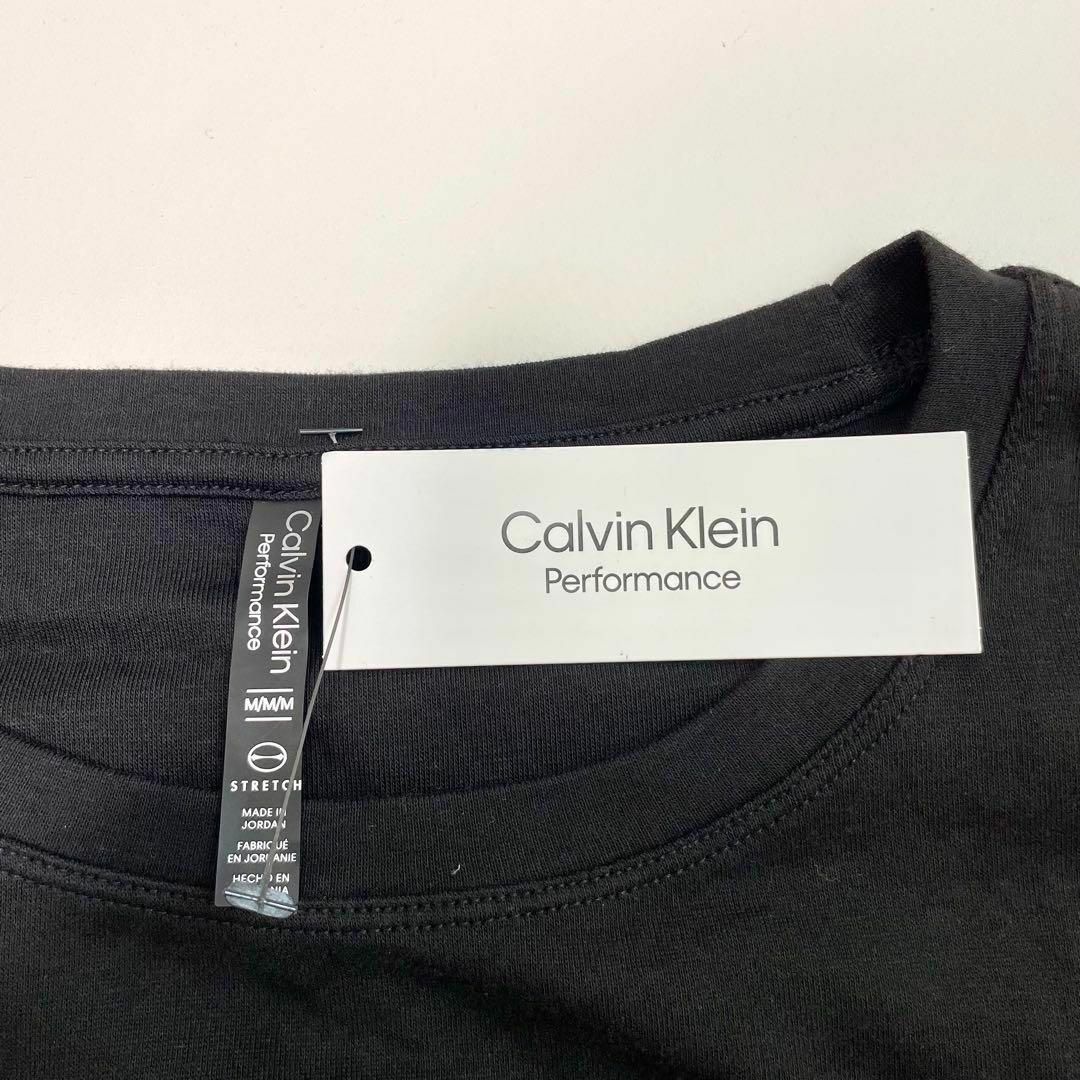 Calvin Klein
Performance
Calvin Klein
Performance
M/M/M
STRETCH
MADE IN
JORDAN
FABRIQUÉ
EN JORDANIE
HECHO EN